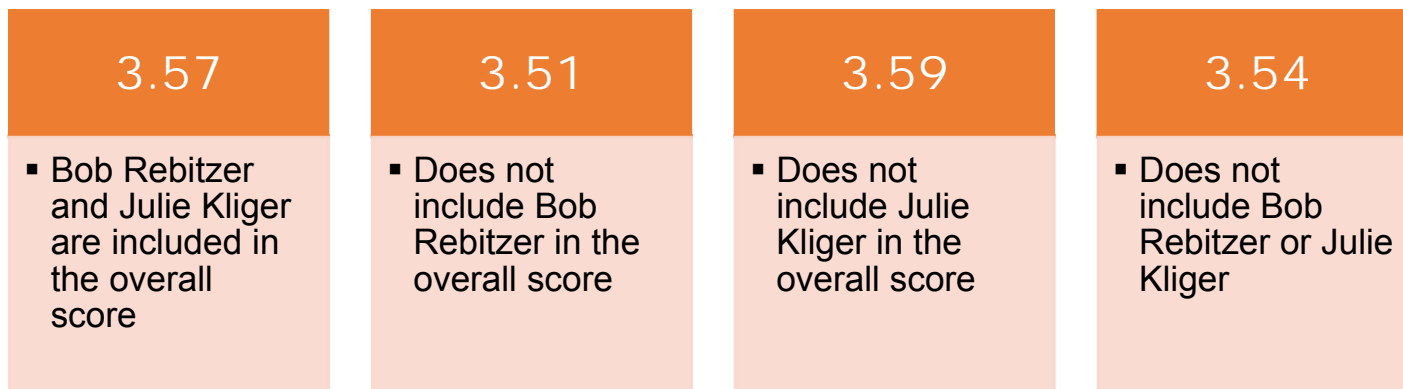 3.57
▪ Bob Rebitzer
and Julie Kliger
are included in
the overall
score
3.51
▪ Does not
include Bob
Rebitzer in the
overall score
3.59
▪ Does not
include Julie
Kliger in the
overall score
3.54
▪ Does not
include Bob
Rebitzer or Julie
Kliger